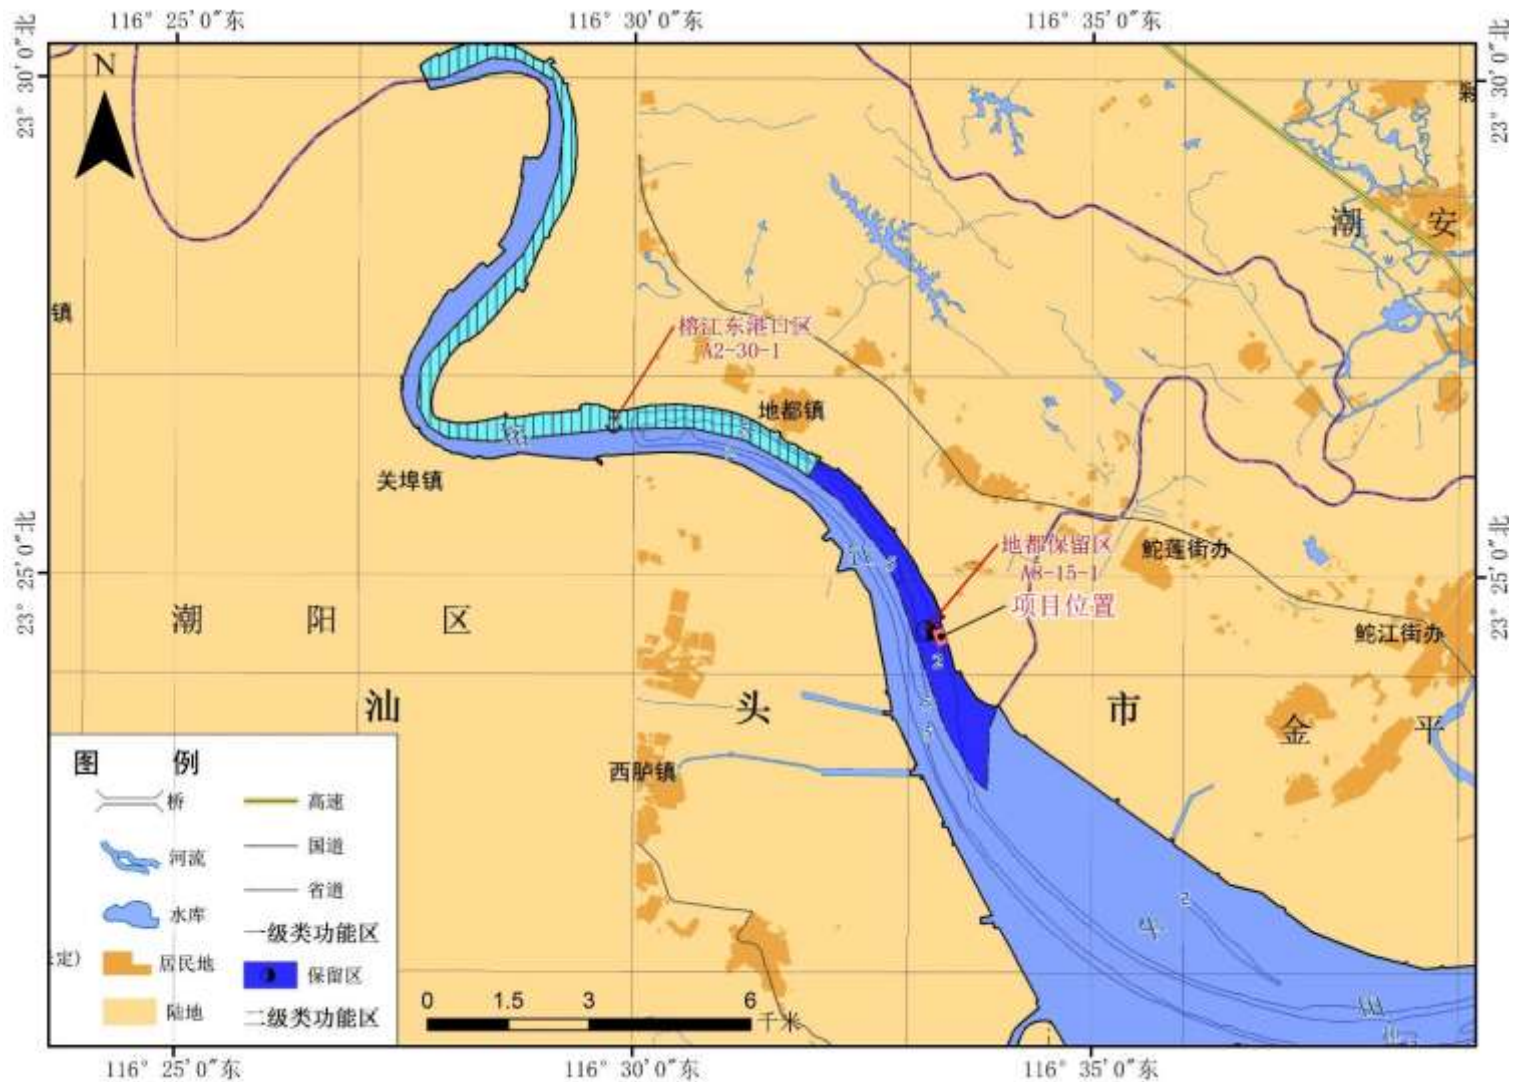 116° 25′0″东
116° 30′0″东
116° 35′0″东
23° 30′0″北
23° 30′0″北
N
潮 安
镇
榕江东港口区
A2-30-1
地都镇
关埠镇
23° 25′0″北
23° 25′0″北
地都保留区
A8-15-1
项目位置
鮀莲街办
鮀江街办
潮 阳 区
汕 头 市
金 平
西胪镇
2
5
5
2
牛
图 例
桥
高速
河流
国道
水库
省道
一级类功能区
居民地
保留区
陆地
二级类功能区
定)
0 1.5 3 6
千米
116° 25′0″东
116° 30′0″东
116° 35′0″东